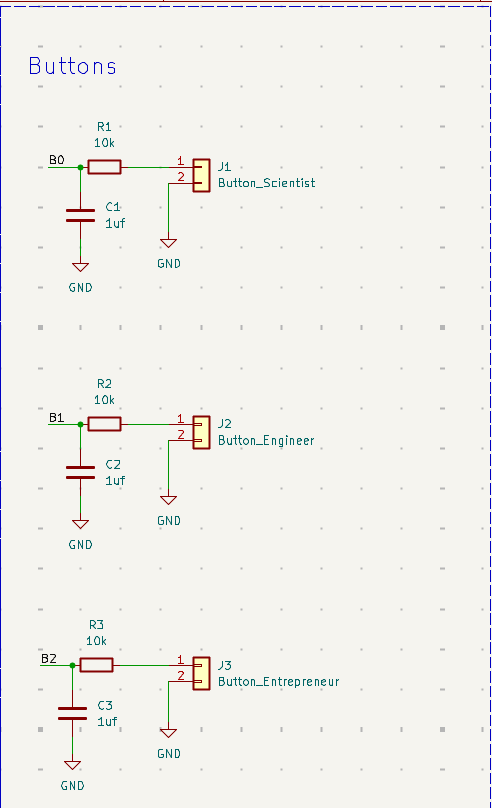 Buttons
R1
10k
B0
1
J1
2
Button_Scientist
C1
1uf
GND
GND
R2
10k
B1
1
J2
2
Button_Engineer
C2
1uf
GND
GND
R3
10k
B2
1
J3
2
Button_Entrepreneur
C3
1uf
GND
GND